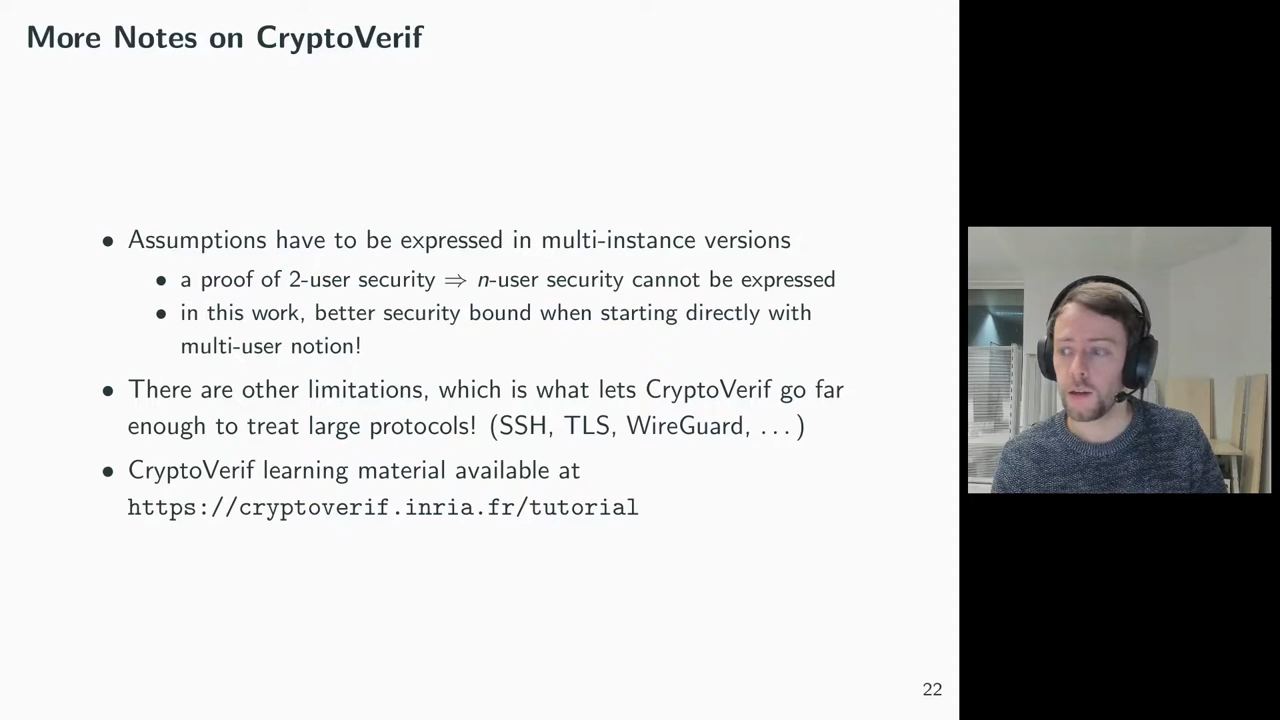 More Notes on CryptoVerif
• Assumptions have to be expressed in multi-instance versions
• a proof of 2-user security ⇒ n-user security cannot be expressed
• in this work, better security bound when starting directly with
multi-user notion!
• There are other limitations, which is what lets CryptoVerif go far
enough to treat large protocols! (SSH, TLS, WireGuard, ...)
• CryptoVerif learning material available at
https://cryptoverif.inria.fr/tutorial
22